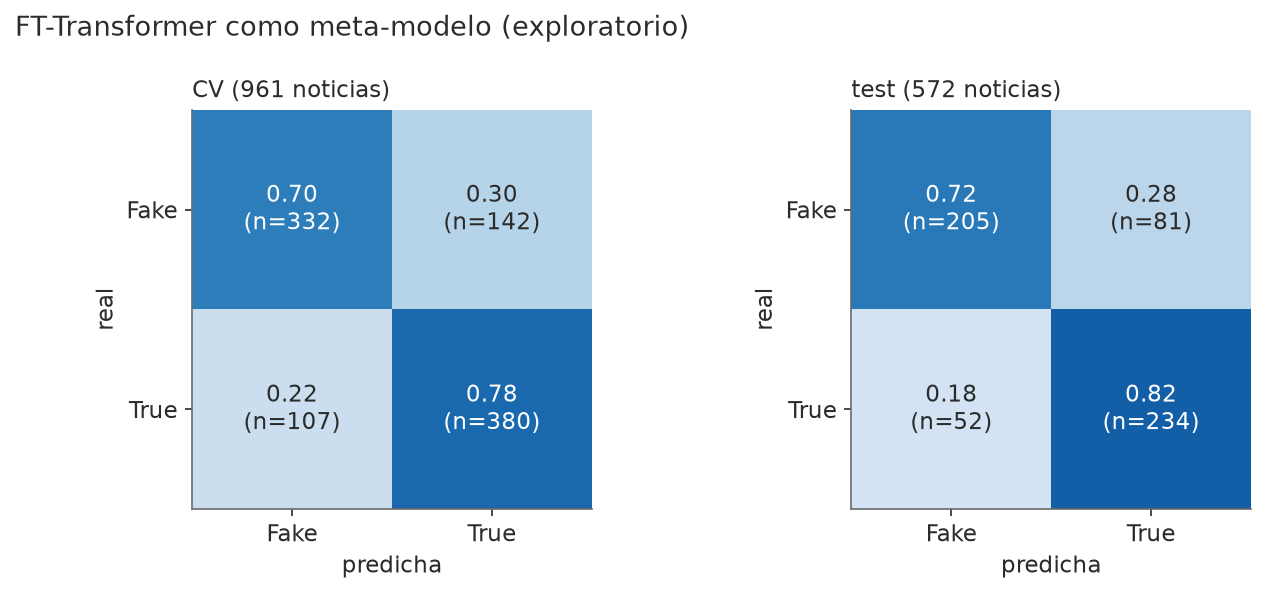 FT-Transformer como meta-modelo (exploratorio)
CV (961 noticias)
real
Fake
0.70
(n=332)
0.30
(n=142)
True
0.22
(n=107)
0.78
(n=380)
Fake
True
predicha
test (572 noticias)
real
Fake
0.72
(n=205)
0.28
(n=81)
True
0.18
(n=52)
0.82
(n=234)
Fake
True
predicha